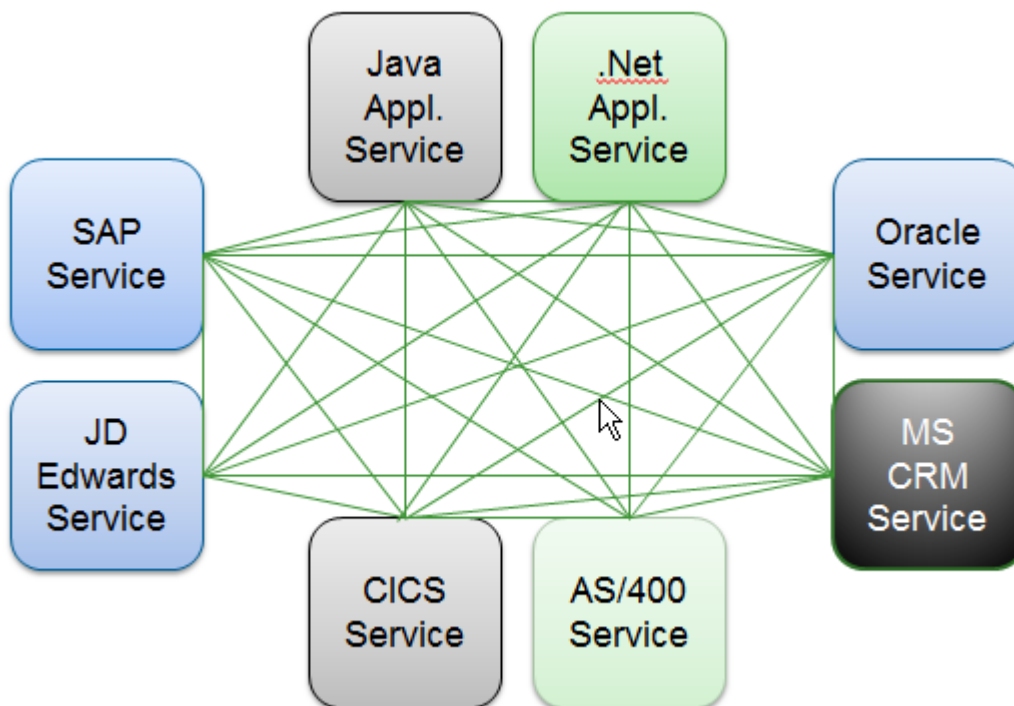 Java
Appl.
Service
.Net
Appl.
Service
SAP
Service
Oracle
Service
JD
Edwards
Service
MS
CRM
Service
CICS
Service
AS/400
Service